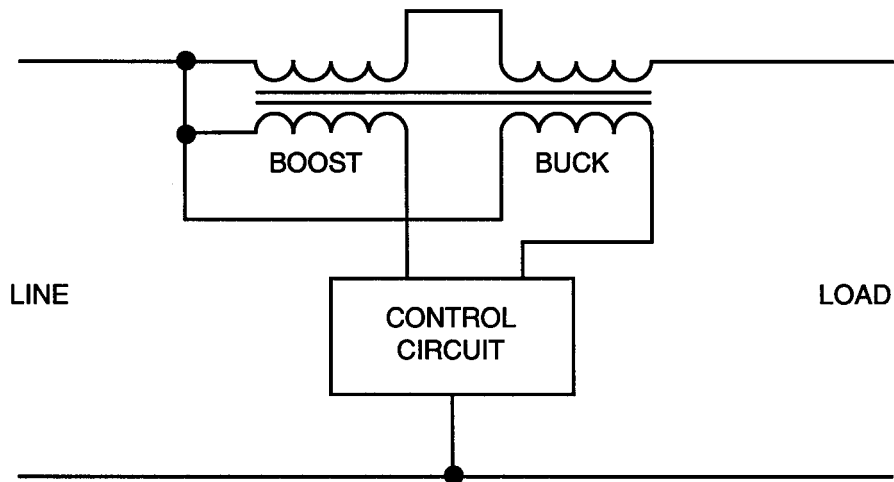 BOOST
BUCK
LINE
CONTROL
CIRCUIT
LOAD